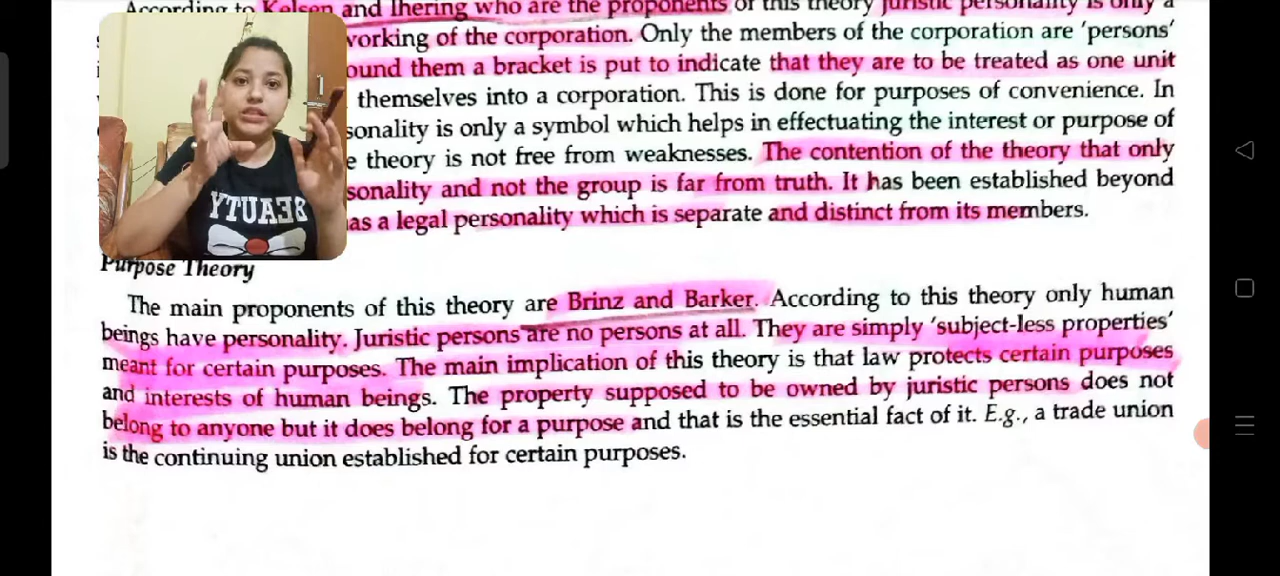 According to Kelsen and Ihering who are the proponents of this theory juristic personality is only a
working of the corporation. Only the members of the corporation are 'persons'
ound them a bracket is put to indicate that they are to be treated as one unit
themselves into a corporation. This is done for purposes of convenience. In
sonality is only a symbol which helps in effectuating the interest or purpose of
e theory is not free from weaknesses. The contention of the theory that only
sonality and not the group is far from truth. It has been established beyond
as a legal personality which is separate and distinct from its members.
BEAUTY
Purpose Theory
The main proponents of this theory are Brinz and Barker. According to this theory only human
beings have personality. Juristic persons are no persons at all. They are simply 'subject-less properties'
meant for certain purposes. The main implication of this theory is that law protects certain purposes
and interests of human beings. The property supposed to be owned by juristic persons does not
belong to anyone but it does belong for a purpose and that is the essential fact of it. E.g., a trade union
is the continuing union established for certain purposes.